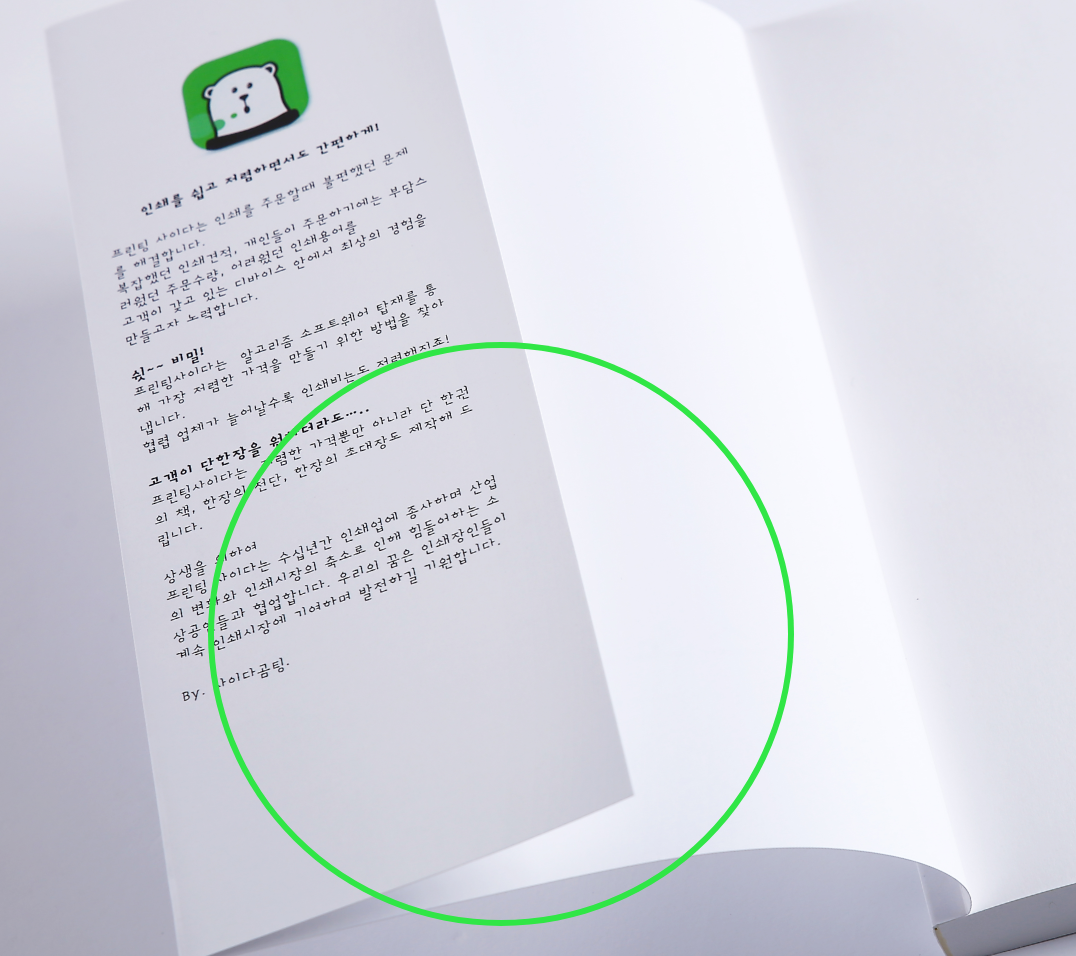 인쇄를 쉽고 저렴하면서도 간편하게!
프린팅 사이다는 인쇄를 주문할때 불편했던 문제
를 해결합니다.
복잡했던 인쇄견적, 개인들이 주문하기에는 부담스
러웠던 주문수량, 어려웠던 인쇄용어를
고객이 갖고 있는 디바이스 안에서 최상의 경험을
만들고자 노력합니다.
쉿~~ 비밀!
프린팅사이다는 알고리즘 소프트웨어 탑재를 통
해 가장 저렴한 가격을 만들기 위한 방법을 찾아
냅니다.
협렵 업체가 늘어날수록 인쇄비는도 저렴해지죠!
고객이 단한장을 원하더라도....
프린팅사이다는 저렴한 가격뿐만 아니라 단 한권
의 책, 한장의 전단, 한장의 초대장도 제작해 드
립니다.
상생을 위하여
프린팅 사이다는 수십년간 인쇄업에 종사하며 산업
의 변화와 인쇄시장의 축소로 인해 힘들어하는 소
상공인들과 협업합니다. 우리의 꿈은 인쇄장인들이
계속 인쇄시장에 기여하며 발전하길 기원합니다.
By. 사이다곰팅.